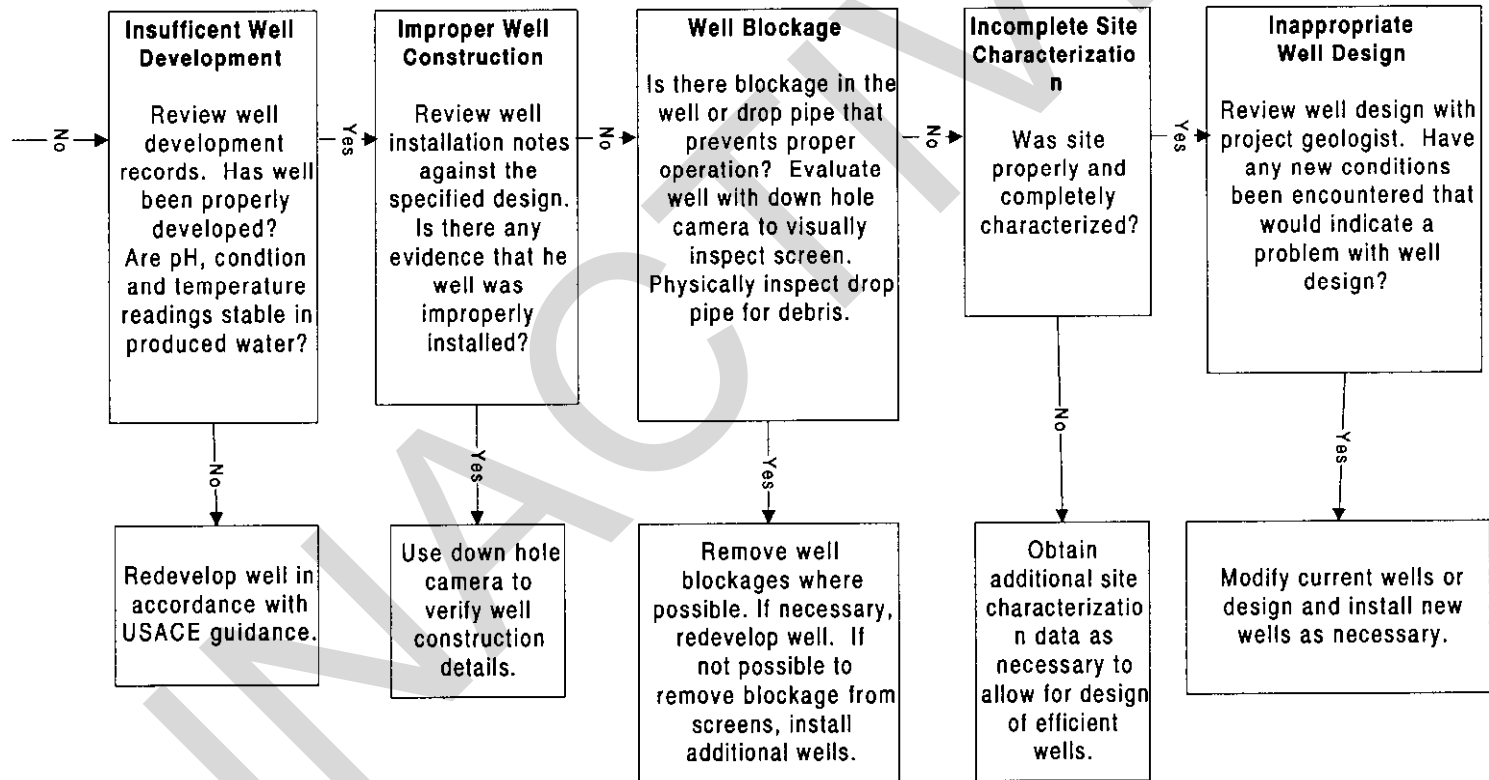 Insufficent Well
Development
Review well
development
records. Has well
been properly
developed?
Are pH, condtion
and temperature
readings stable in
produced water?
Improper Well
Construction
Review well
installation notes
against the
specified design.
Is there any
evidence that he
well was
improperly
installed?
Well Blockage
Is there blockage in the
well or drop pipe that
prevents proper
operation? Evaluate
well with down hole
camera to visually
inspect screen.
Physically inspect drop
pipe for debris.
Incomplete Site
Characterizatio
n
Was site
properly and
completely
characterized?
Inappropriate
Well Design
Review well design with
project geologist. Have
any new conditions
been encountered that
would indicate a
problem with well
design?
No
Yes
No
No
Yes
No
Yes
Yes
No
Yes
Redevelop well in
accordance with
USACE guidance.
Use down hole
camera to
verify well
construction
details.
Remove well
blockages where
possible. If necessary,
redevelop well. If
not possible to
remove blockage from
screens, install
additional wells.
Obtain
additional site
characterizatio
n data as
necessary to
allow for design
of efficient
wells.
Modify current wells or
design and install new
wells as necessary.
INACTIV